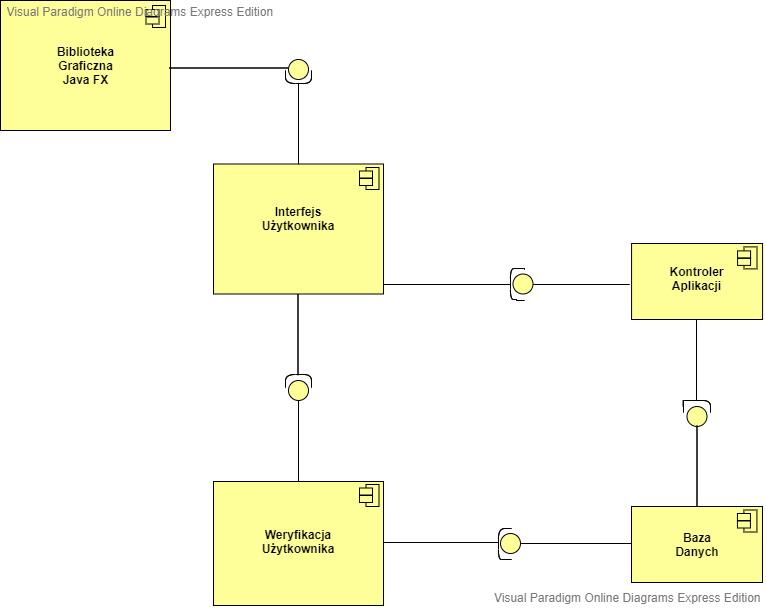 Visual Paradigm Online Diagrams Express Edition
Biblioteka
Graficzna
Java FX
Interfejs
Użytkownika
Kontroler
Aplikacji
Weryfikacja
Użytkownika
Baza
Danych
Visual Paradigm Online Diagrams Express Edition